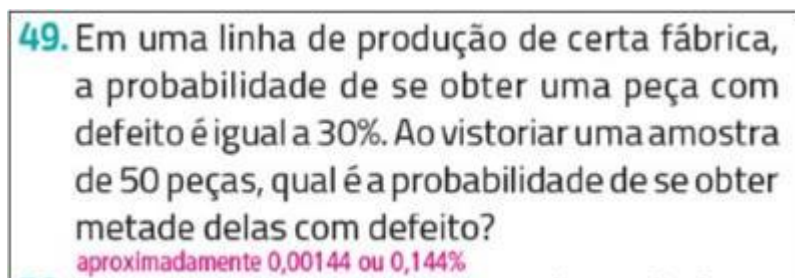 49. Em uma linha de produção de certa fábrica,
a probabilidade de se obter uma peça com
defeito é igual a 30%. Ao vistoriar uma amostra
de 50 peças, qual é a probabilidade de se obter
metade delas com defeito?
aproximadamente 0,00144 ou 0,144%